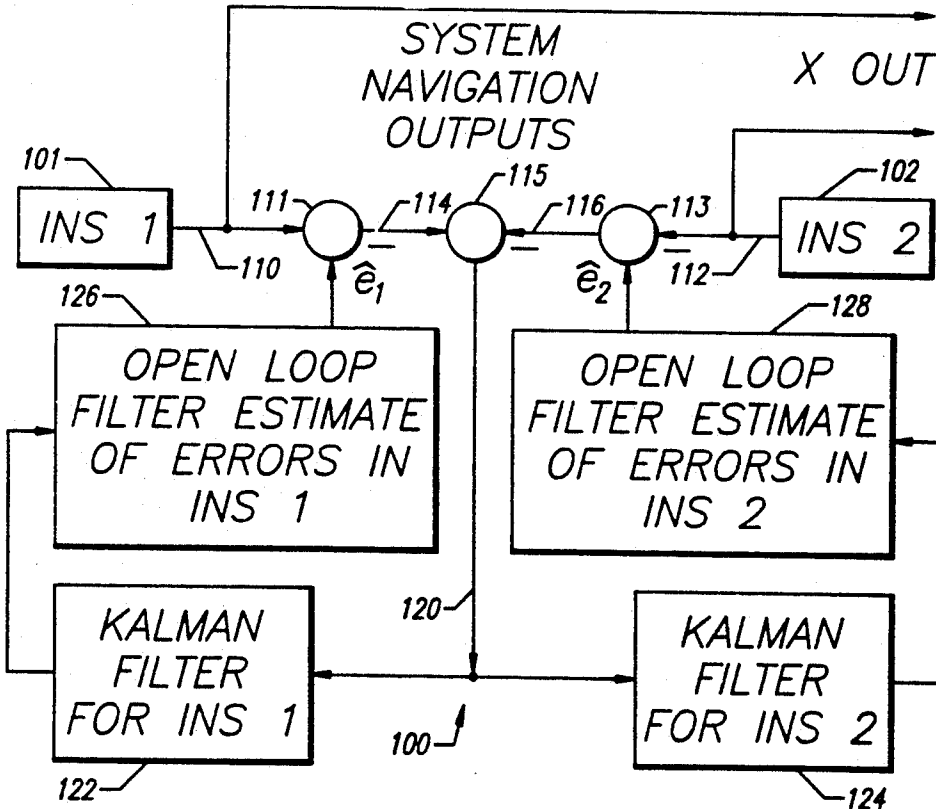 SYSTEM
NAVIGATION
OUTPUTS
X OUT
101
INS 1
110
111
114
115
116
113
112
102
INS 2
ê₁
ê₂
126
OPEN LOOP
FILTER ESTIMATE
OF ERRORS IN
INS 1
128
OPEN LOOP
FILTER ESTIMATE
OF ERRORS IN
INS 2
120
KALMAN
FILTER
FOR INS 1
122
100
KALMAN
FILTER
FOR INS 2
124